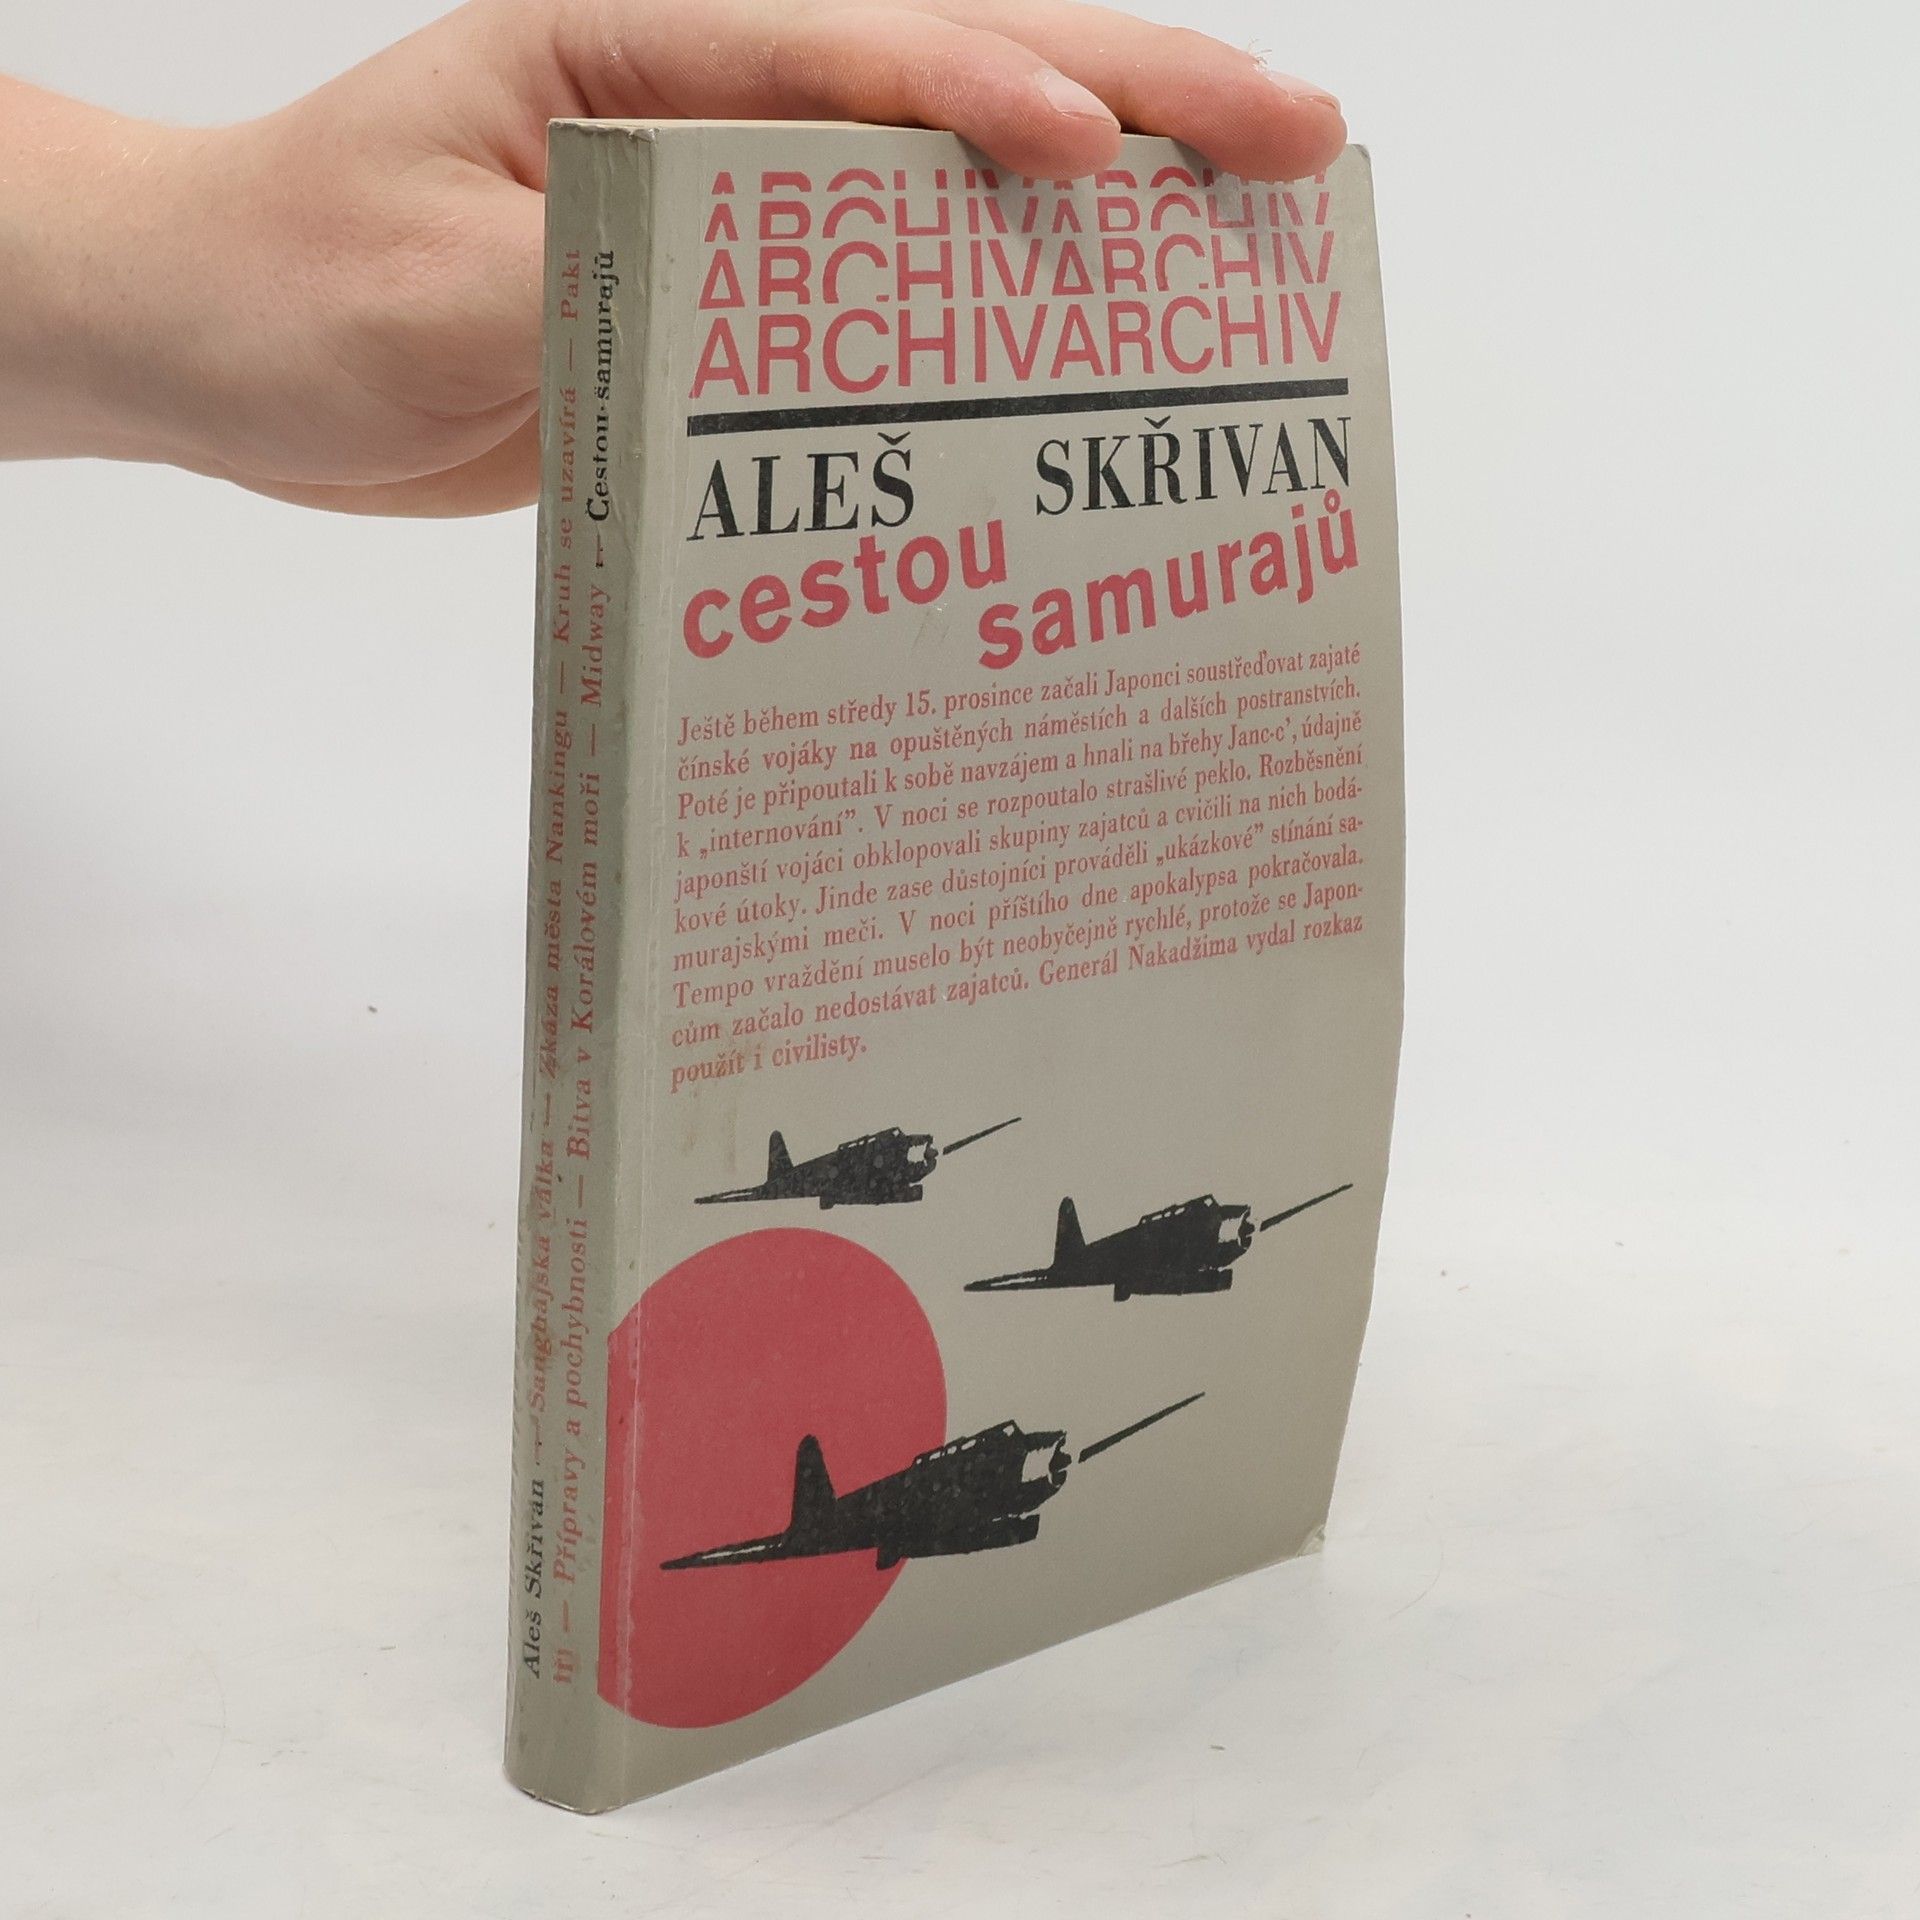 ARCHIVARCHIV
ARCHIVARCHIV
ARCHIVARCHIV
ARCHIVARCHIV
ALEŠ SKŘIVAN
cestou
samurajů
Ještě během středy 15. prosince začali Japonci soustřeďovat zajaté
čínské vojáky na opuštěných náměstích a dalších postranstvích.
Poté je připoutali k sobě navzájem a hnali na břehy Janc-c’, údajně
k „internování”. V noci se rozpoutalo strašlivé peklo. Rozběsnění
japonští vojáci obklopovali skupiny zajatců a cvičili na nich bodá-
kové útoky. Jinde zase důstojníci prováděli „ukázkové” stínání sa-
murajskými meči. V noci příštího dne apokalypsa pokračovala.
Tempo vraždění muselo být neobyčejně rychlé, protože se Japon-
cům začalo nedostávat zajatců. Generál Nakadžima vydal rozkaz
použít i civilisty.
Aleš Skřivan — Šanghajská válka — Zkáza města Nankingu — Kruh se uzavírá — Pakt
tří — Přípravy a pochybnosti — Bitva v Korálovém moři — Midway — Cestou samurajů